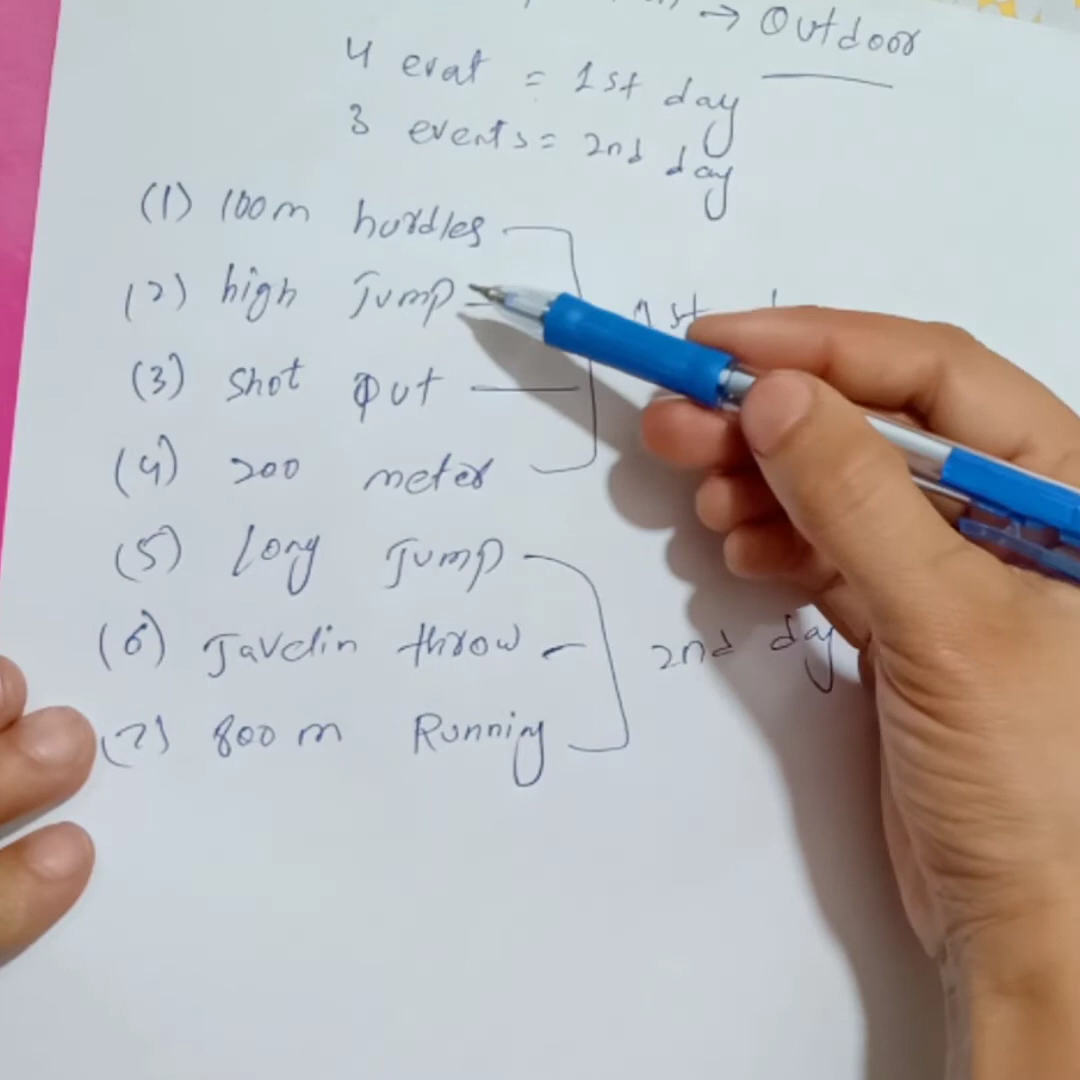 → Outdoor
4 evat = 1st day
3 events = 2nd day
(1) 100m hurdles
(2) high Jump
(3) shot put
1st
(4) 200 meter
(5) long Jump
(6) Javelin throw
2nd day
(7) 800 m Running